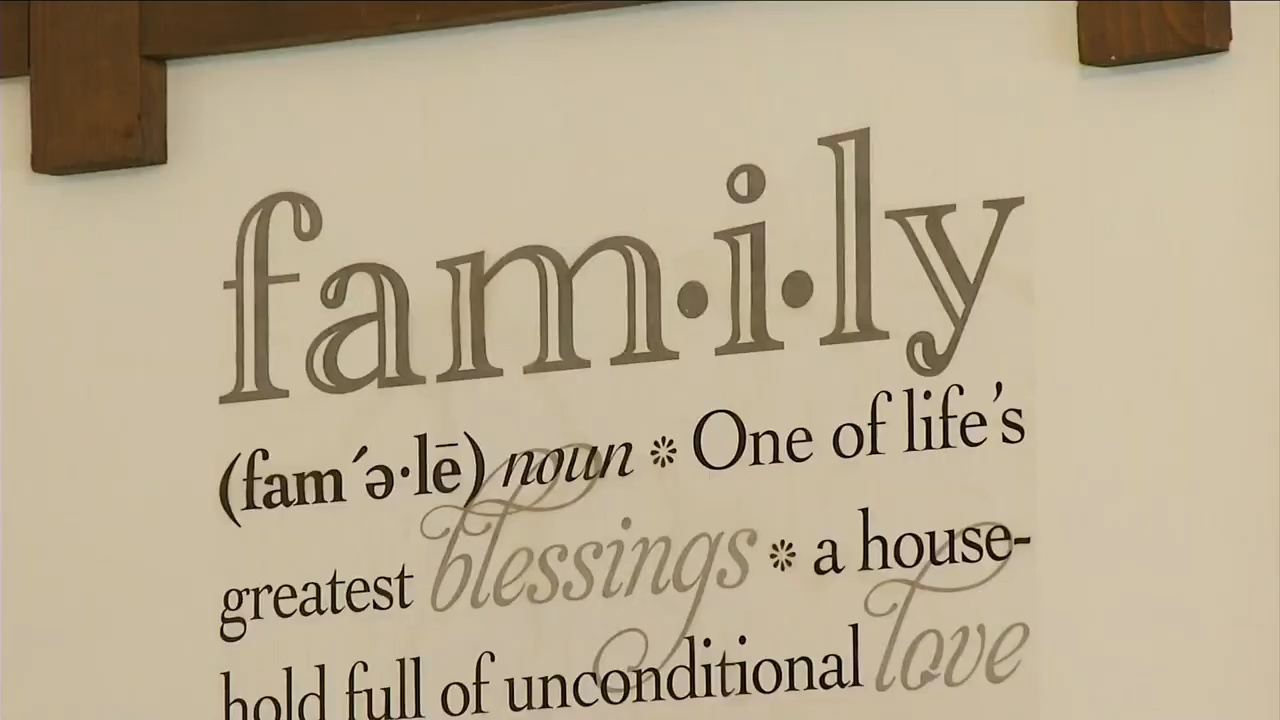 fam·i·ly
(fam´ə·lē) noun * One of life's
greatest blessings * a house-
hold full of unconditional love